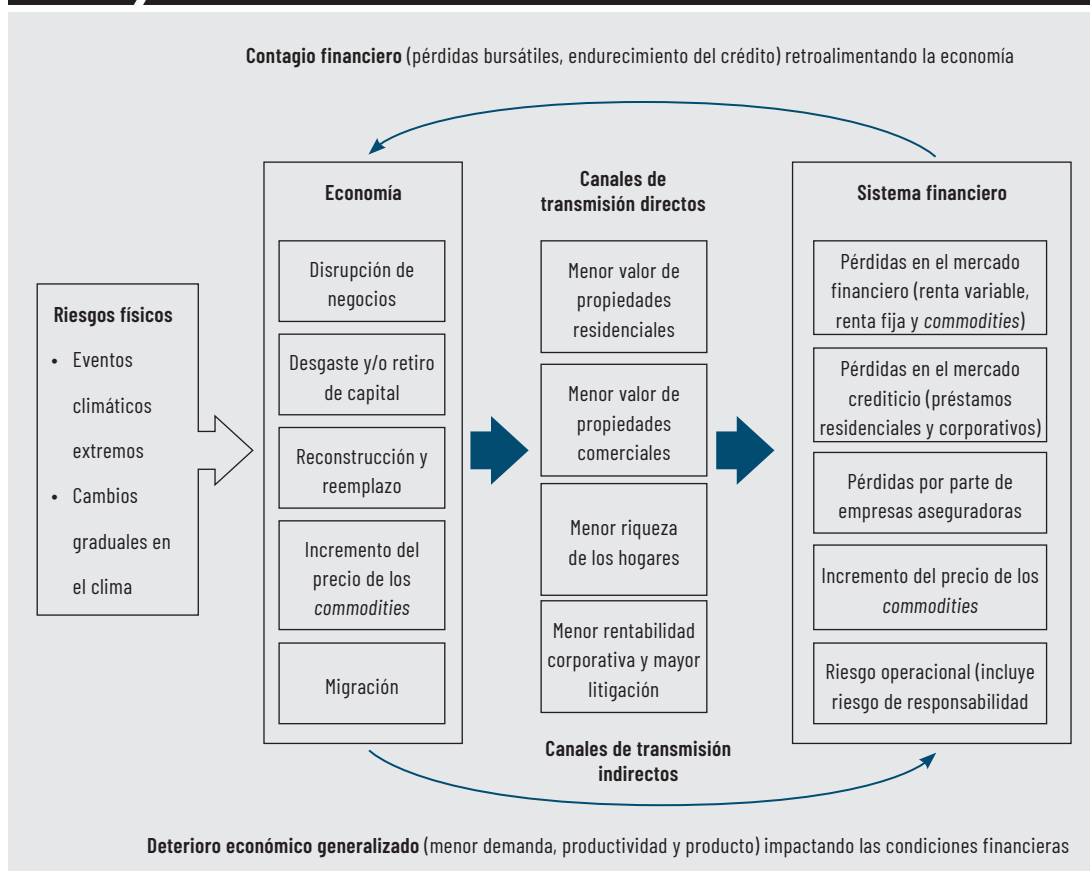 Contagio financiero (pérdidas bursátiles, endurecimiento del crédito) retroalimentando la economía
Riesgos físicos
• Eventos
climáticos
extremos
• Cambios
graduales en
el clima
Economía
Disrupción de
negocios
Desgaste y/o retiro
de capital
Reconstrucción y
reemplazo
Incremento del
precio de los
commodities
Migración
Canales de
transmisión directos
Menor valor de
propiedades
residenciales
Menor valor de
propiedades
comerciales
Menor riqueza
de los hogares
Menor rentabilidad
corporativa y mayor
litigación
Canales de transmisión
indirectos
Sistema financiero
Pérdidas en el mercado
financiero (renta variable,
renta fija y commodities)
Pérdidas en el mercado
crediticio (préstamos
residenciales y corporativos)
Pérdidas por parte de
empresas aseguradoras
Incremento del precio de los
commodities
Riesgo operacional (incluye
riesgo de responsabilidad
Deterioro económico generalizado (menor demanda, productividad y producto) impactando las condiciones financieras